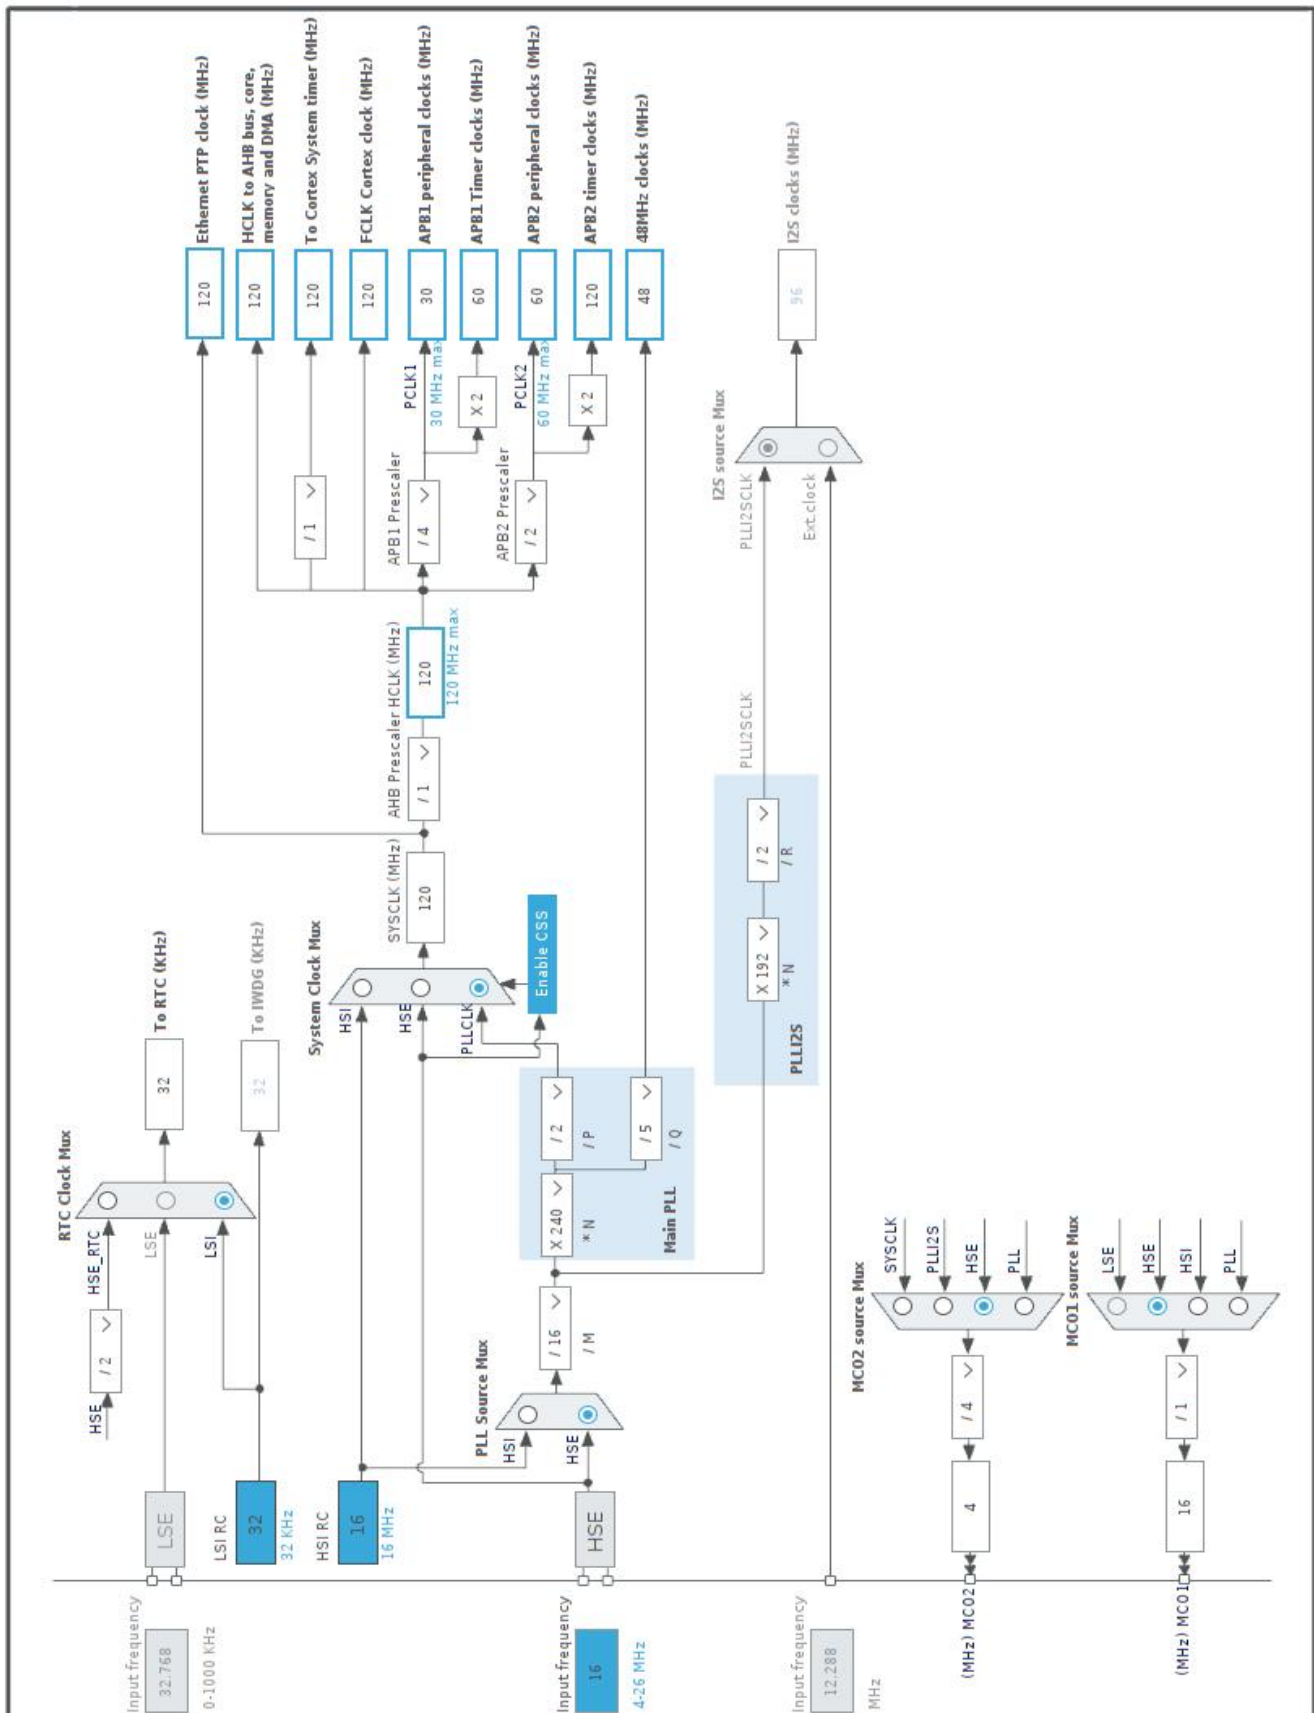 Input frequency
32.768
0-1000 KHz
LSE
LSI RC
32
32 KHz
HSI RC
16
16 MHz
HSE
/ 2
HSE_RTC
LSE
LSI
RTC Clock Mux
32
To RTC (KHz)
32
To IWDG (KHz)
Input frequency
16
4-26 MHz
HSE
PLL Source Mux
HSI
HSE
/ 16
/ M
X 240
* N
/ 2
/ P
/ 5
/ Q
Main PLL
System Clock Mux
HSI
HSE
PLLCLK
Enable CSS
SYSCLK (MHz)
120
AHB Prescaler
/ 1
HCLK (MHz)
120
120 MHz max
/ 1
APB1 Prescaler
/ 4
PCLK1
30 MHz max
X 2
APB2 Prescaler
/ 2
PCLK2
60 MHz max
X 2
120
Ethernet PTP clock (MHz)
120
HCLK to AHB bus, core,
memory and DMA (MHz)
120
To Cortex System timer (MHz)
120
FCLK Cortex clock (MHz)
30
APB1 peripheral clocks (MHz)
60
APB1 Timer clocks (MHz)
60
APB2 peripheral clocks (MHz)
120
APB2 timer clocks (MHz)
48
48MHz clocks (MHz)
X 192
* N
/ 2
/ R
PLLI2S
PLLI2SCLK
PLLI2SCLK
I2S source Mux
Ext.clock
96
I2S clocks (MHz)
Input frequency
12.288
MHz
MCO2 source Mux
SYSCLK
PLLI2S
HSE
PLL
/ 4
4
(MHz) MCO2
MCO1 source Mux
LSE
HSE
HSI
PLL
/ 1
16
(MHz) MCO1